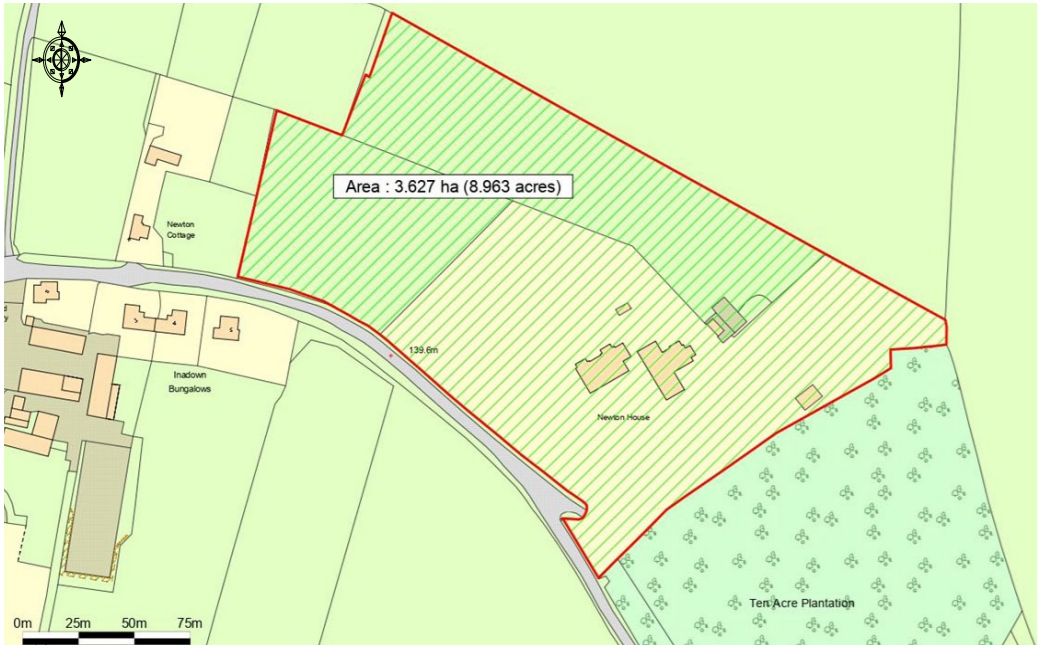 Area : 3.627 ha (8.963 acres)
Newton
Cottage
139.6m
Inadown
Bungalows
Newton House
Ten Acre Plantation
0m 25m 50m 75m